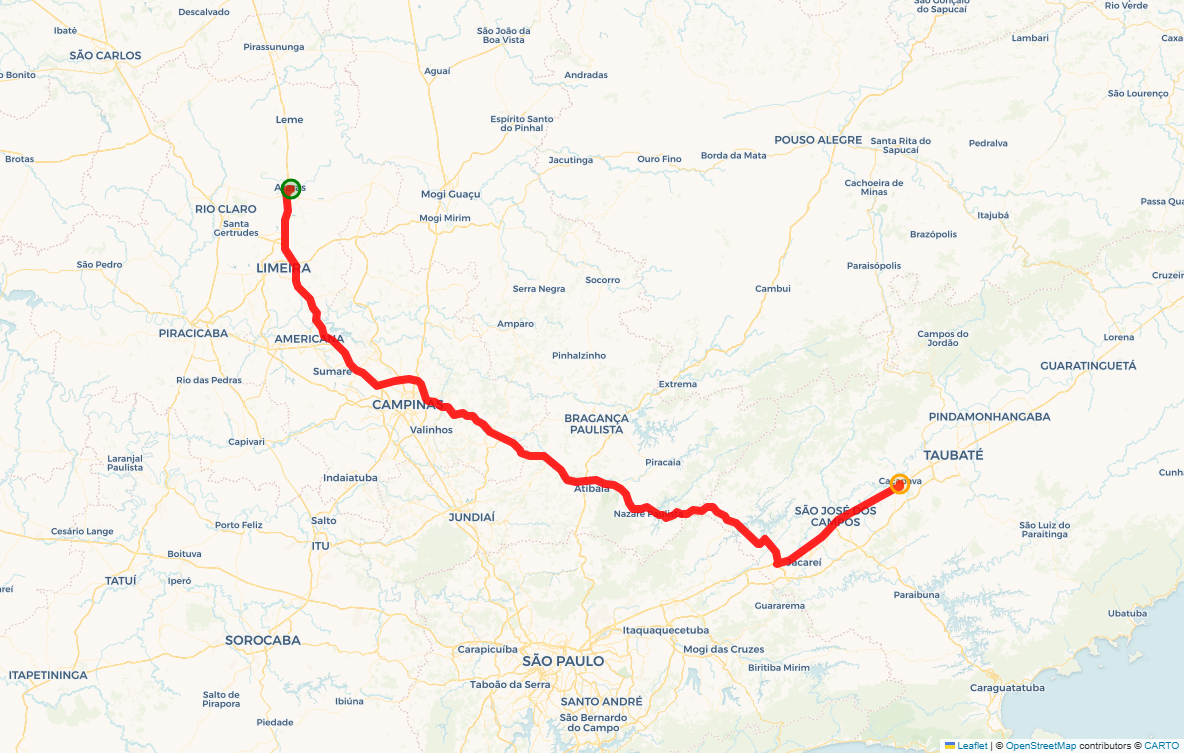 Descalvado
São Gonçalo
do Sapucaí
Rio Verde
Ibaté
São João da
Boa Vista
Lambari
Caxa
Pirassununga
SÃO CARLOS
Aguaí
Andradas
o Bonito
São Lourenço
Leme
Espírito Santo
do Pinhal
POUSO ALEGRE
Santa Rita do
Sapucaí
Pedralva
Brotas
Jacutinga
Ouro Fino
Borda da Mata
Araras
Mogi Guaçu
Cachoeira de
Minas
Passa Qua
RIO CLARO
Mogi Mirim
Itajubá
Santa
Gertrudes
Brazópolis
São Pedro
LIMEIRA
Paraisópolis
Cruzeir
Socorro
Serra Negra
Cambuí
Amparo
PIRACICABA
AMERICANA
Campos do
Jordão
Lorena
Pinhalzinho
Sumaré
GUARATINGUETÁ
Rio das Pedras
Extrema
CAMPINAS
BRAGANÇA
PAULISTA
PINDAMONHANGABA
Valinhos
Capivari
TAUBATÉ
Laranjal
Paulista
Piracaia
Cunh
Indaiatuba
Caçapava
Atibaia
JUNDIAÍ
Nazaré Paulista
SÃO JOSÉ DOS
CAMPOS
Salto
Porto Feliz
São Luiz do
Paraitinga
Cesário Lange
ITU
Boituva
Jacareí
TATUÍ
Iperó
reí
Paraibuna
Guararema
Ubatuba
Itaquaquecetuba
SOROCABA
Carapicuíba
Mogi das Cruzes
SÃO PAULO
Biritiba Mirim
ITAPETININGA
Taboão da Serra
Caraguatatuba
Salto de
Pirapora
Ibiúna
SANTO ANDRÉ
Piedade
São Bernardo
do Campo
Leaflet | © OpenStreetMap contributors © CARTO